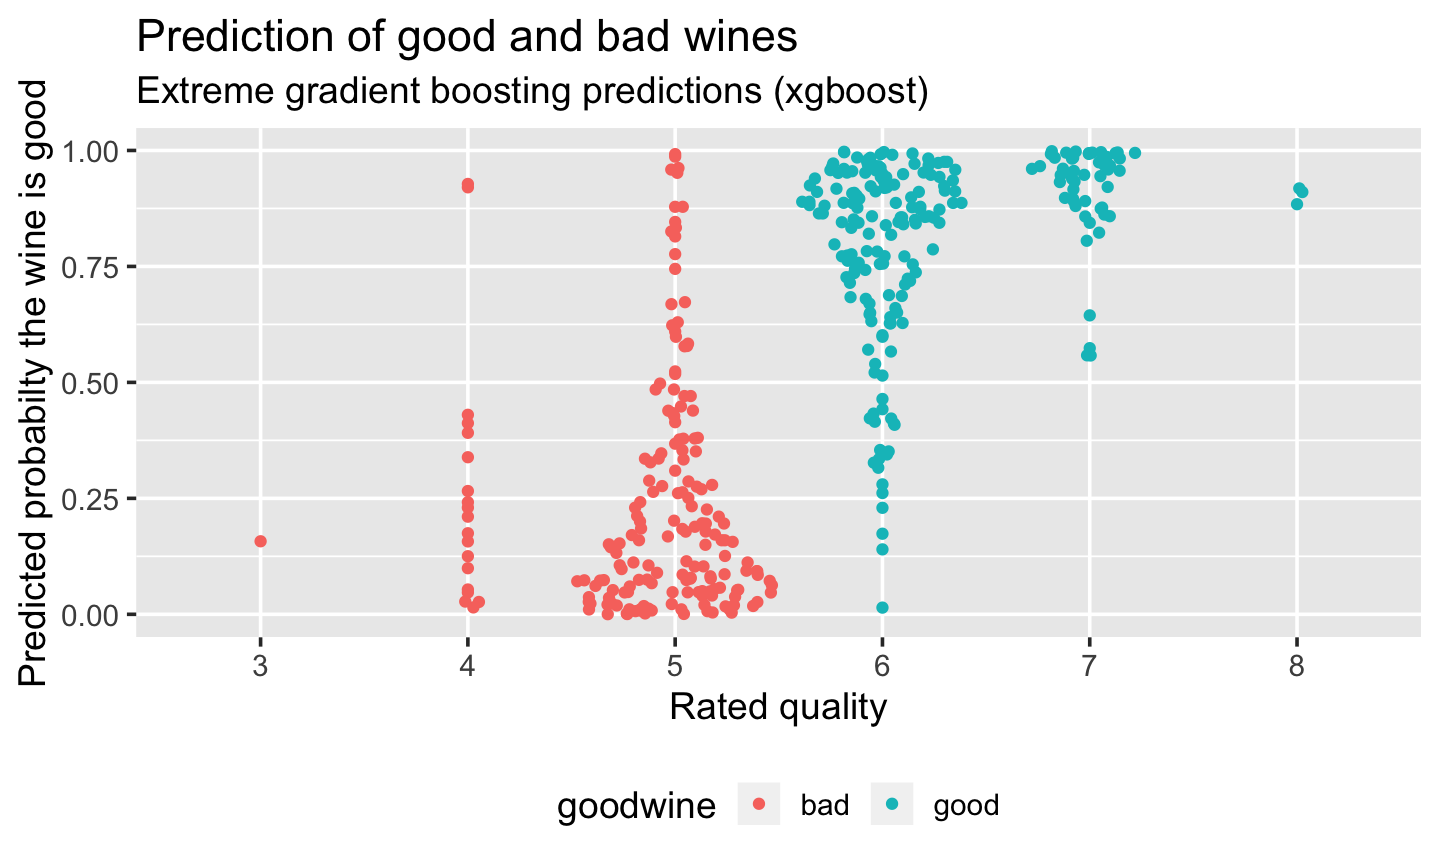 Prediction of good and bad wines
Extreme gradient boosting predictions (xgboost)
Predicted probabilty the wine is good
1.00
0.75
0.50
0.25
0.00
3 4 5 6 7 8
Rated quality
goodwine bad good